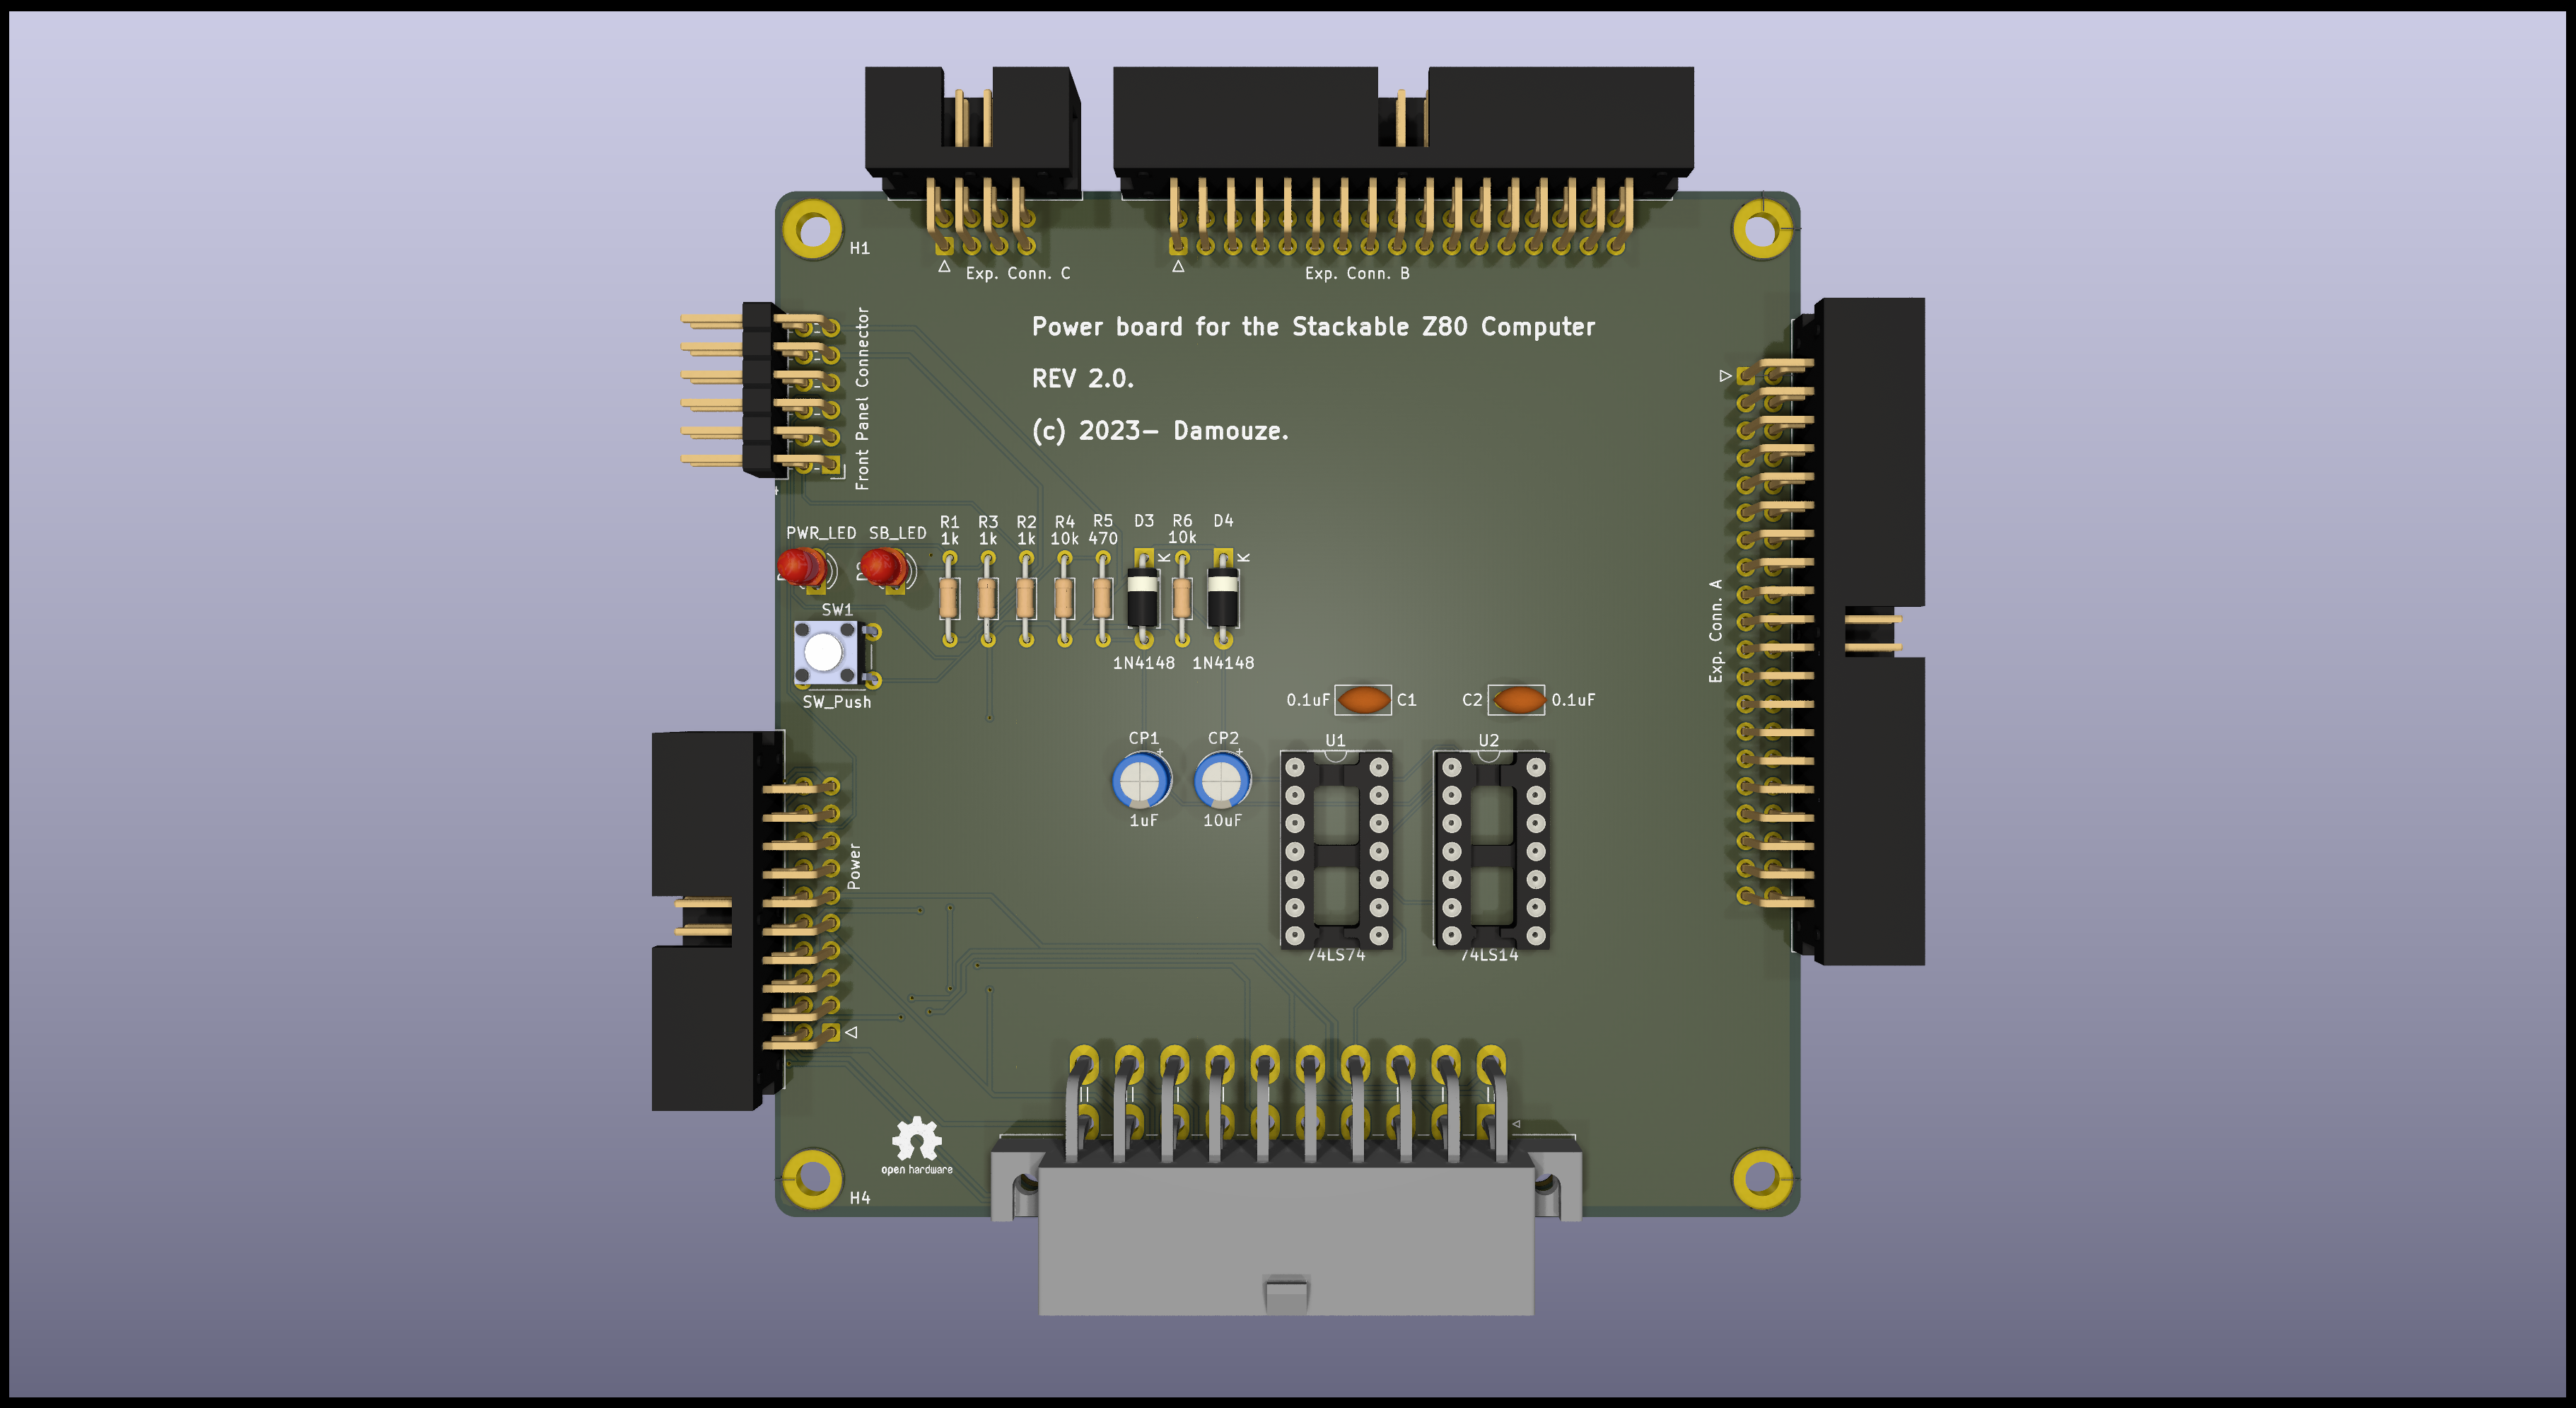 H1
Exp. Conn. C
Exp. Conn. B
Front Panel Connector
Power board for the Stackable Z80 Computer
REV 2.0.
(c) 2023- Damouze.
PWR_LED
SB_LED
R1
1k
R3
1k
R2
1k
R4
10k
R5
470
D3
K
R6
10k
D4
K
1N4148
1N4148
SW1
SW_Push
Exp. Conn. A
0.1uF
C1
C2
0.1uF
CP1
+
1uF
CP2
+
10uF
U1
74LS74
U2
74LS14
Power
open hardware
H4